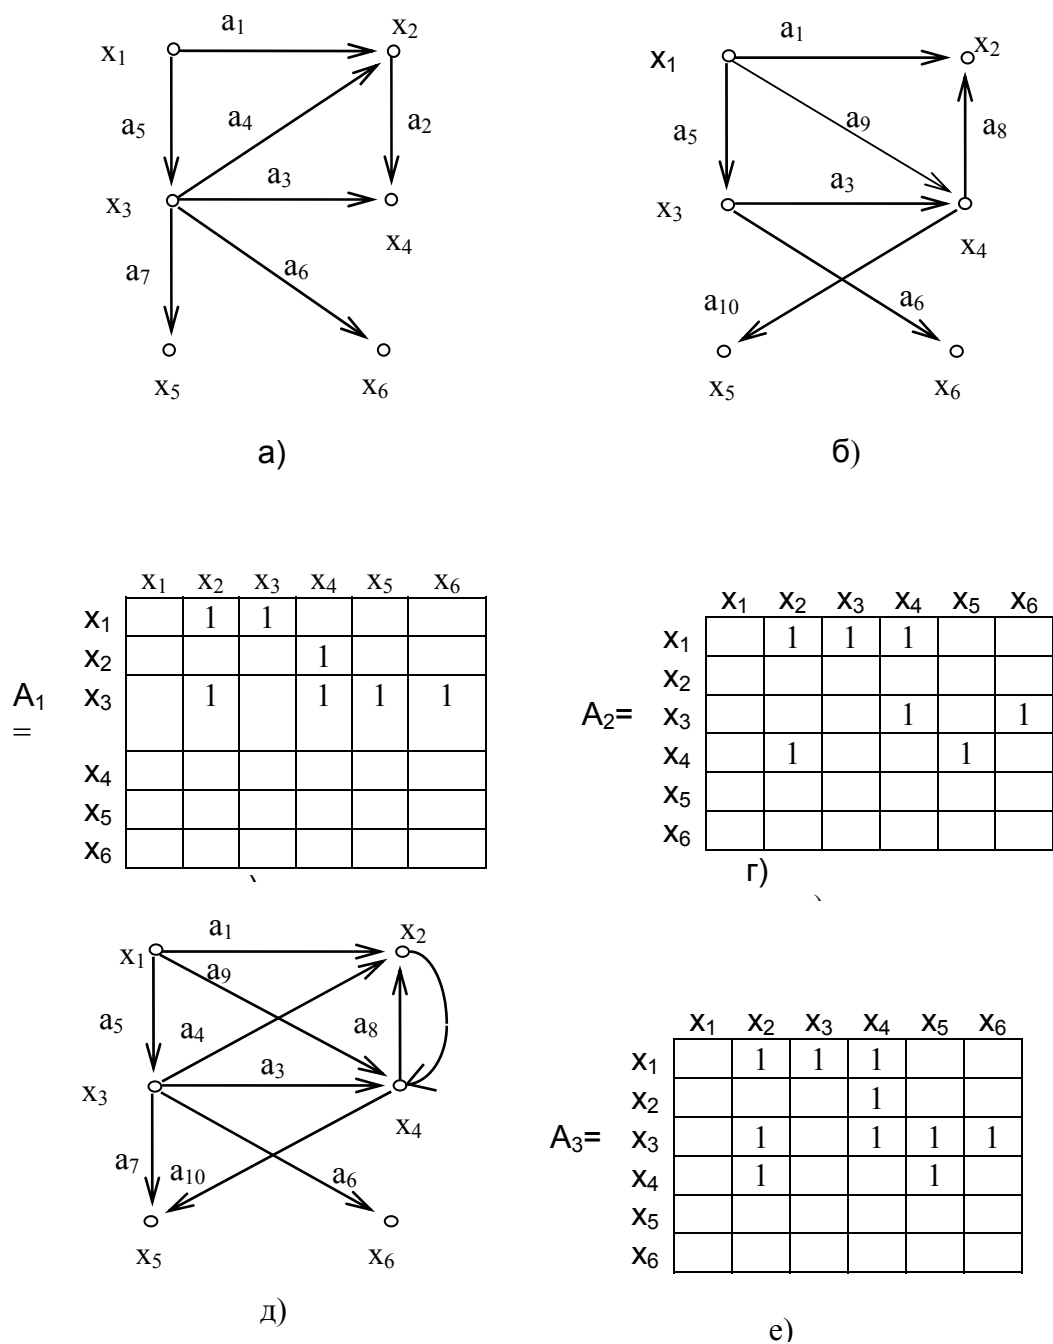 a₁ x₂
x₁
a₅ a₄ a₂
a₃
x₃ x₄
a₇ a₆
x₅ x₆
а)
a₁ x₂
x₁
a₅ a₉ a₈
a₃
x₃ x₄
a₁₀ a₆
x₅ x₆
б)
x₁ x₂ x₃ x₄ x₅ x₆
x₁ 1 1
x₂ 1
A₁ x₃ 1 1 1 1
=
x₄
x₅
x₆
x₁ x₂ x₃ x₄ x₅ x₆
x₁ 1 1 1
x₂
A₂= x₃ 1 1
x₄ 1 1
x₅
x₆
г)
a₁ x₂
x₁ a₉
a₅ a₄ a₈
a₃
x₃ x₄
a₇ a₁₀ a₆
x₅ x₆
д)
x₁ x₂ x₃ x₄ x₅ x₆
x₁ 1 1 1
x₂ 1
A₃= x₃ 1 1 1 1
x₄ 1 1
x₅
x₆
е)